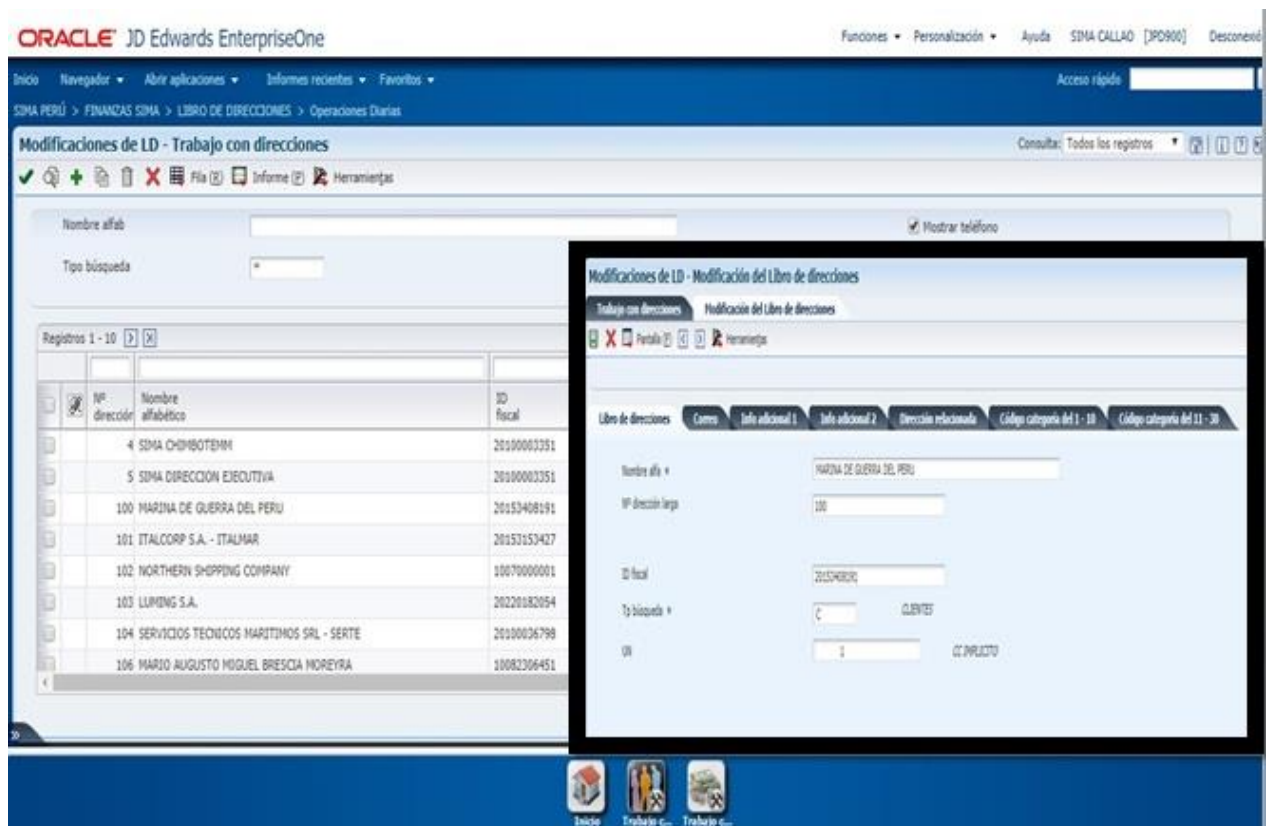 ORACLE JD Edwards EnterpriseOne
Funciones Personalización Ayuda SIMA CALLAO [JPD900] Desconexió
Inicio Navegador Abrir aplicaciones Informes recientes Favoritos Acceso rápido
SIMA PERÚ > FINANZAS SIMA > LIBRO DE DIRECCIONES > Operaciones Diarias
Modificaciones de LD - Trabajo con direcciones
Consulta: Todos los registros
Fila (R) Informe (P) Herramientas
Nombre alfab
Mostrar teléfono
Tipo búsqueda *
Registros 1 - 10
Nº dirección
Nombre alfabético
ID fiscal
4 SIMA CHIMBOTEMM 20100003351
5 SIMA DIRECCION EJECUTIVA 20100003351
100 MARINA DE GUERRA DEL PERU 20153408191
101 ITALCORP S.A. - ITALMAR 20153153427
102 NORTHERN SHIPPING COMPANY 10070000001
103 LUMING S.A. 20220182054
104 SERVICIOS TECNICOS MARITIMOS SRL - SERTE 20100036798
106 MARIO AUGUSTO MIGUEL BRESCIA MOREYRA 10082306451
Modificaciones de LD - Modificación del Libro de direcciones
Trabajo con direcciones Modificación del Libro de direcciones
Pantalla (F) Herramientas
Libro de direcciones Correo Info adicional 1 Info adicional 2 Dirección relacionada Código categoría del 1 - 10 Código categoría del 11 - 30
Nombre alfa * MARINA DE GUERRA DEL PERU
Nº dirección larga 100
ID fiscal 20153408191
Tp búsqueda * C CLIENTES
UN 1 CC IMPLICITO
Inicio Trabajo c... Trabajo c...